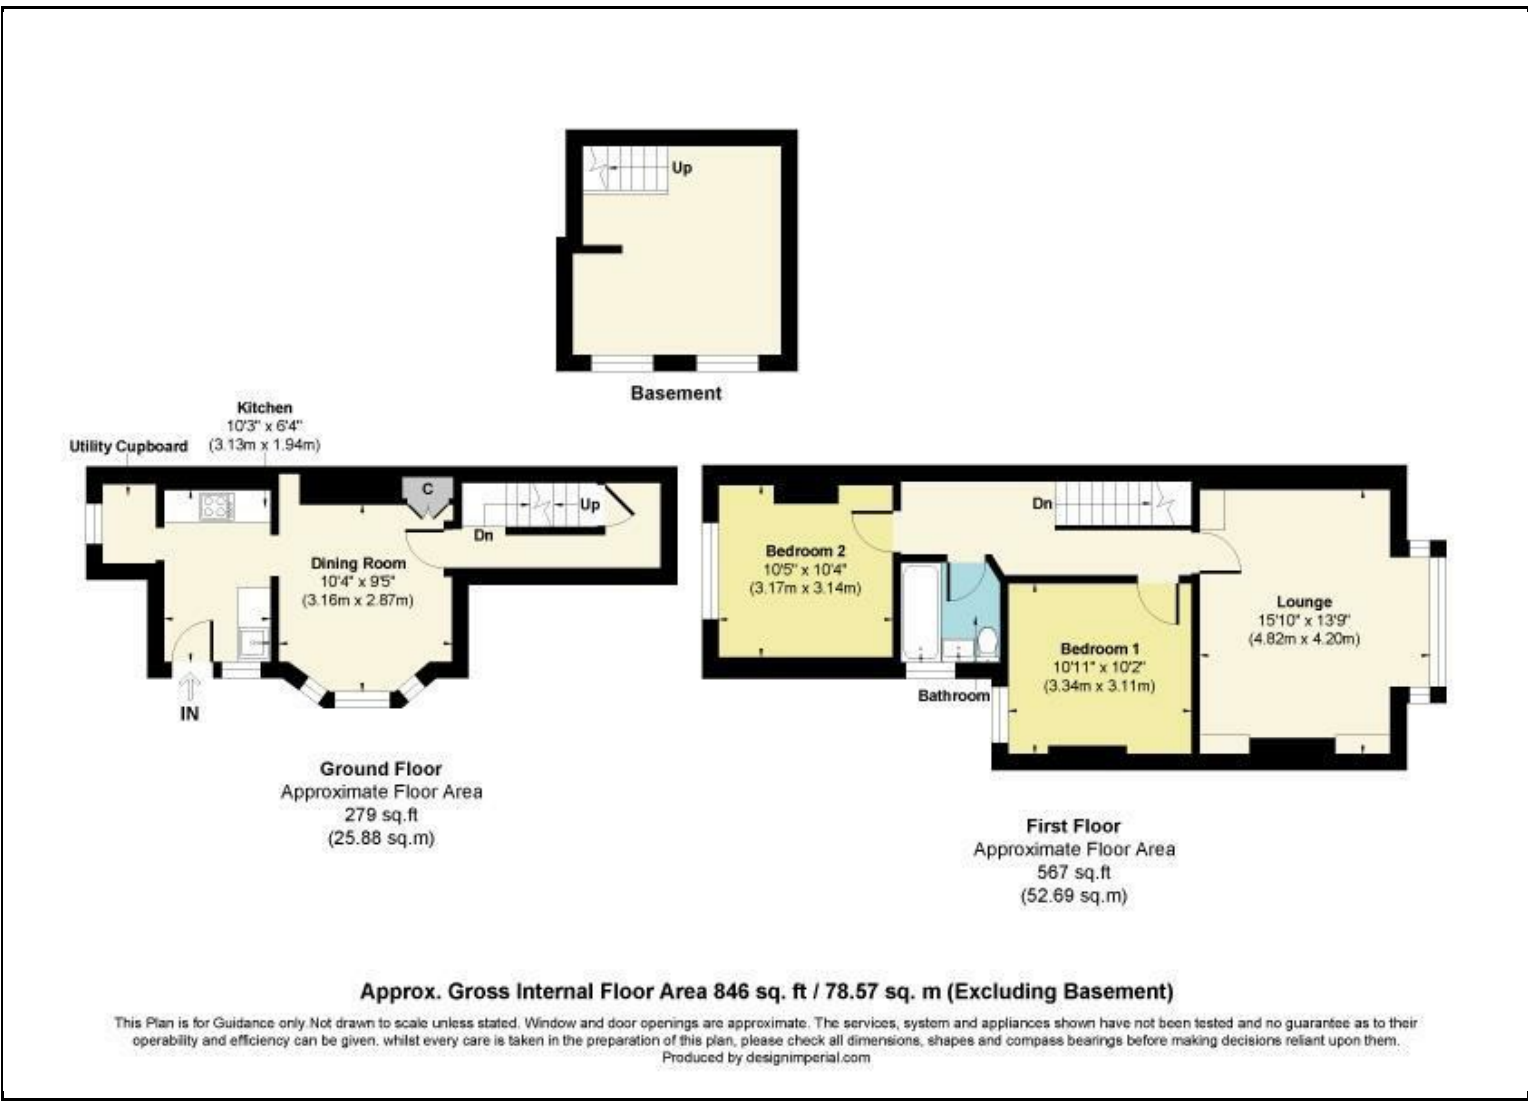 Up
Basement
Kitchen
10'3" x 6'4"
(3.13m x 1.94m)
Utility Cupboard
C
Up
Dn
Dining Room
10'4" x 9'5"
(3.16m x 2.87m)
IN
Ground Floor
Approximate Floor Area
279 sq.ft
(25.88 sq.m)
Dn
Bedroom 2
10'5" x 10'4"
(3.17m x 3.14m)
Lounge
15'10" x 13'9"
(4.82m x 4.20m)
Bedroom 1
10'11" x 10'2"
(3.34m x 3.11m)
Bathroom
First Floor
Approximate Floor Area
567 sq.ft
(52.69 sq.m)
Approx. Gross Internal Floor Area 846 sq. ft / 78.57 sq. m (Excluding Basement)
This Plan is for Guidance only.Not drawn to scale unless stated. Window and door openings are approximate. The services, system and appliances shown have not been tested and no guarantee as to their
operability and efficiency can be given. whilst every care is taken in the preparation of this plan, please check all dimensions, shapes and compass bearings before making decisions reliant upon them.
Produced by designimperial.com